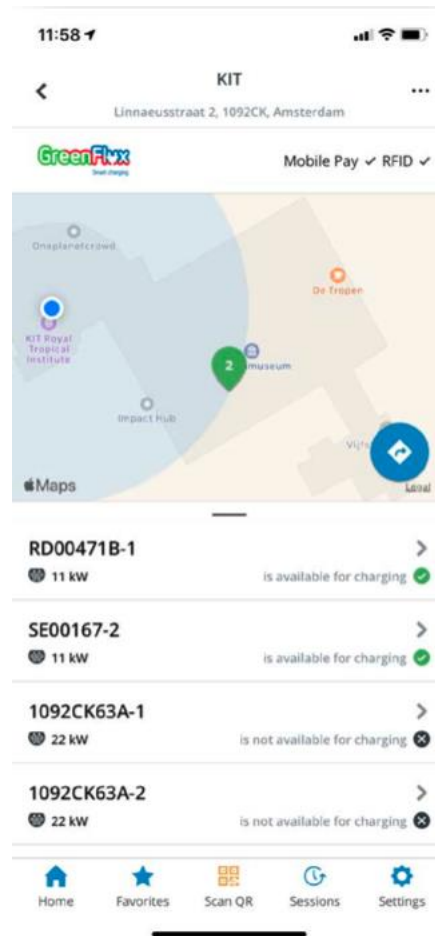 11:58
KIT
Linnaeusstraat 2, 1092CK, Amsterdam
GreenFlux
Smart charging
Mobile Pay ✓ RFID ✓
Onsplanetcrowd
De Tropen
KIT Royal
Tropical
Institute
2
museum
Impact Hub
Maps
Legal
RD00471B-1
11 kW
is available for charging
SE00167-2
11 kW
is available for charging
1092CK63A-1
22 kW
is not available for charging
1092CK63A-2
22 kW
is not available for charging
Home
Favorites
Scan QR
Sessions
Settings